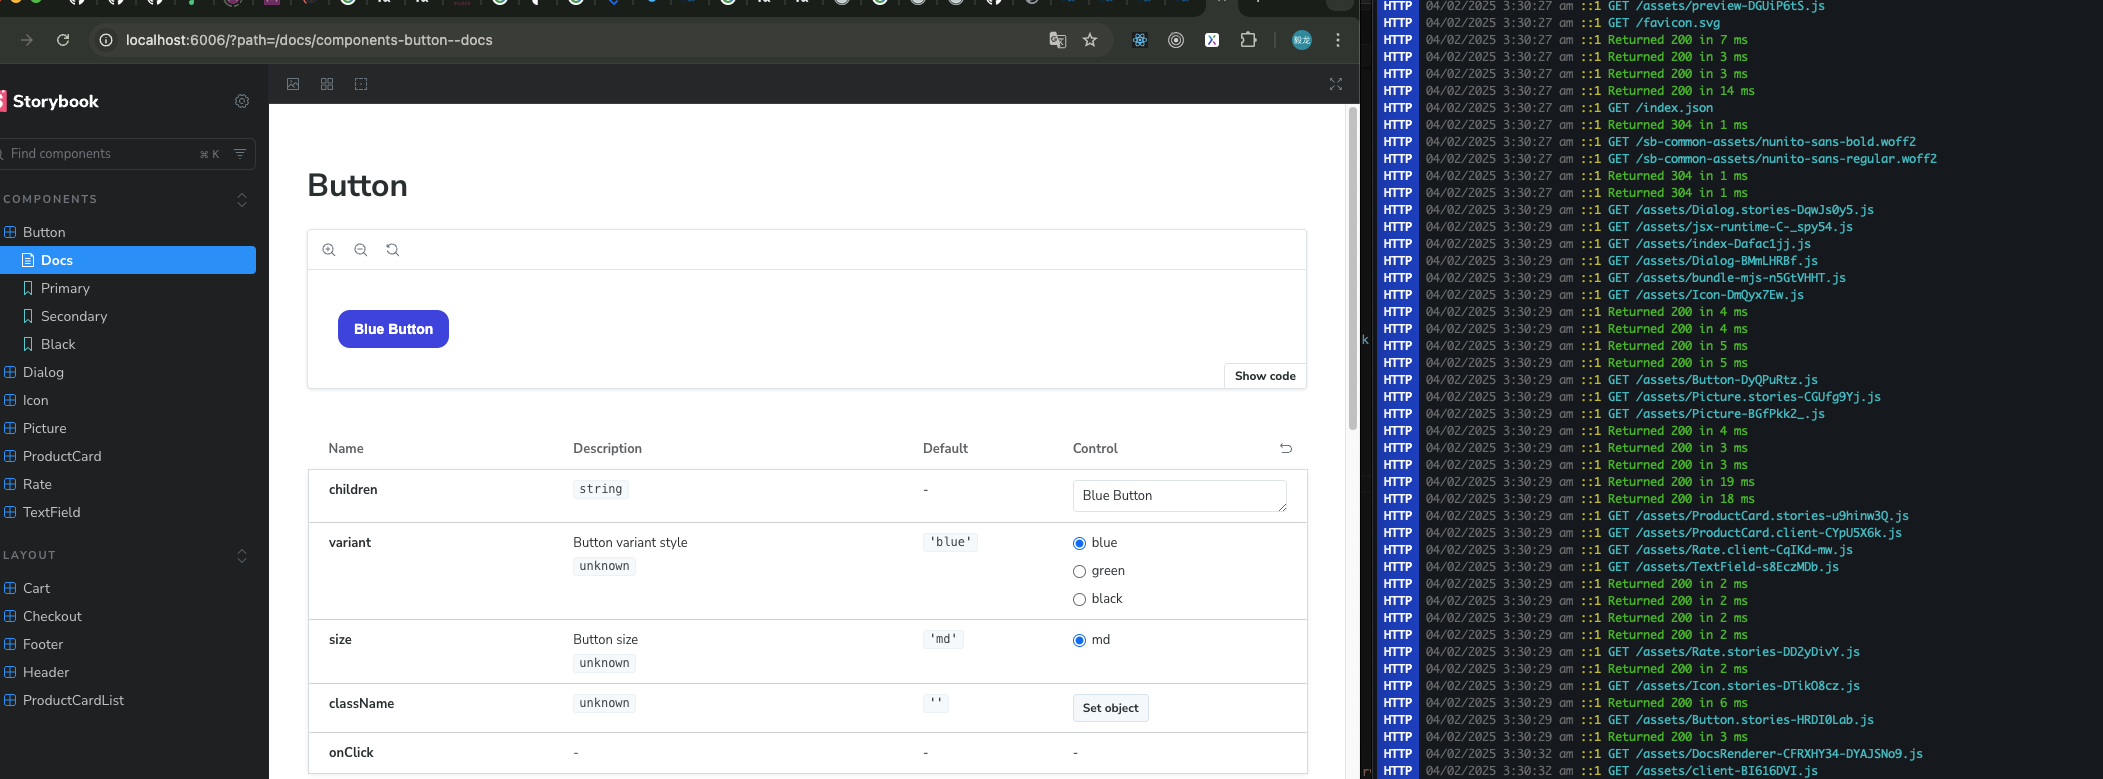 localhost:6006/?path=/docs/components-button--docs
Storybook
Find components
⌘ K
COMPONENTS
Button
Docs
Primary
Secondary
Black
Dialog
Icon
Picture
ProductCard
Rate
TextField
LAYOUT
Cart
Checkout
Footer
Header
ProductCardList
Button
Blue Button
Show code
Name Description Default Control
children string - Blue Button
variant Button variant style 'blue' blue
unknown green
black
size Button size 'md' md
unknown
className unknown '' Set object
onClick - - -
HTTP 04/02/2025 3:30:27 am ::1 GET /assets/preview-DGUiP6tS.js
HTTP 04/02/2025 3:30:27 am ::1 GET /favicon.svg
HTTP 04/02/2025 3:30:27 am ::1 Returned 200 in 7 ms
HTTP 04/02/2025 3:30:27 am ::1 Returned 200 in 3 ms
HTTP 04/02/2025 3:30:27 am ::1 Returned 200 in 3 ms
HTTP 04/02/2025 3:30:27 am ::1 Returned 200 in 14 ms
HTTP 04/02/2025 3:30:27 am ::1 GET /index.json
HTTP 04/02/2025 3:30:27 am ::1 Returned 304 in 1 ms
HTTP 04/02/2025 3:30:27 am ::1 GET /sb-common-assets/nunito-sans-bold.woff2
HTTP 04/02/2025 3:30:27 am ::1 GET /sb-common-assets/nunito-sans-regular.woff2
HTTP 04/02/2025 3:30:27 am ::1 Returned 304 in 1 ms
HTTP 04/02/2025 3:30:27 am ::1 Returned 304 in 1 ms
HTTP 04/02/2025 3:30:29 am ::1 GET /assets/Dialog.stories-DqwJs0y5.js
HTTP 04/02/2025 3:30:29 am ::1 GET /assets/jsx-runtime-C-_spy54.js
HTTP 04/02/2025 3:30:29 am ::1 GET /assets/index-Dafac1jj.js
HTTP 04/02/2025 3:30:29 am ::1 GET /assets/Dialog-BMmLHRBf.js
HTTP 04/02/2025 3:30:29 am ::1 GET /assets/bundle-mjs-n5GtVHHT.js
HTTP 04/02/2025 3:30:29 am ::1 GET /assets/Icon-DmQyx7Ew.js
HTTP 04/02/2025 3:30:29 am ::1 Returned 200 in 4 ms
HTTP 04/02/2025 3:30:29 am ::1 Returned 200 in 4 ms
HTTP 04/02/2025 3:30:29 am ::1 Returned 200 in 5 ms
HTTP 04/02/2025 3:30:29 am ::1 Returned 200 in 5 ms
HTTP 04/02/2025 3:30:29 am ::1 GET /assets/Button-DyQPuRtz.js
HTTP 04/02/2025 3:30:29 am ::1 GET /assets/Picture.stories-CGUfg9Yj.js
HTTP 04/02/2025 3:30:29 am ::1 GET /assets/Picture-BGfPkk2_.js
HTTP 04/02/2025 3:30:29 am ::1 Returned 200 in 4 ms
HTTP 04/02/2025 3:30:29 am ::1 Returned 200 in 3 ms
HTTP 04/02/2025 3:30:29 am ::1 Returned 200 in 3 ms
HTTP 04/02/2025 3:30:29 am ::1 Returned 200 in 19 ms
HTTP 04/02/2025 3:30:29 am ::1 Returned 200 in 18 ms
HTTP 04/02/2025 3:30:29 am ::1 GET /assets/ProductCard.stories-u9hinw3Q.js
HTTP 04/02/2025 3:30:29 am ::1 GET /assets/ProductCard.client-CYpU5X6k.js
HTTP 04/02/2025 3:30:29 am ::1 GET /assets/Rate.client-CqIKd-mw.js
HTTP 04/02/2025 3:30:29 am ::1 GET /assets/TextField-s8EczMDb.js
HTTP 04/02/2025 3:30:29 am ::1 Returned 200 in 2 ms
HTTP 04/02/2025 3:30:29 am ::1 Returned 200 in 2 ms
HTTP 04/02/2025 3:30:29 am ::1 Returned 200 in 2 ms
HTTP 04/02/2025 3:30:29 am ::1 Returned 200 in 2 ms
HTTP 04/02/2025 3:30:29 am ::1 GET /assets/Rate.stories-DD2yDivY.js
HTTP 04/02/2025 3:30:29 am ::1 Returned 200 in 2 ms
HTTP 04/02/2025 3:30:29 am ::1 GET /assets/Icon.stories-DTikO8cz.js
HTTP 04/02/2025 3:30:29 am ::1 Returned 200 in 6 ms
HTTP 04/02/2025 3:30:29 am ::1 GET /assets/Button.stories-HRDI0Lab.js
HTTP 04/02/2025 3:30:29 am ::1 Returned 200 in 3 ms
HTTP 04/02/2025 3:30:32 am ::1 GET /assets/DocsRenderer-CFRXHY34-DYAJSNo9.js
HTTP 04/02/2025 3:30:32 am ::1 GET /assets/client-BI616DVI.js